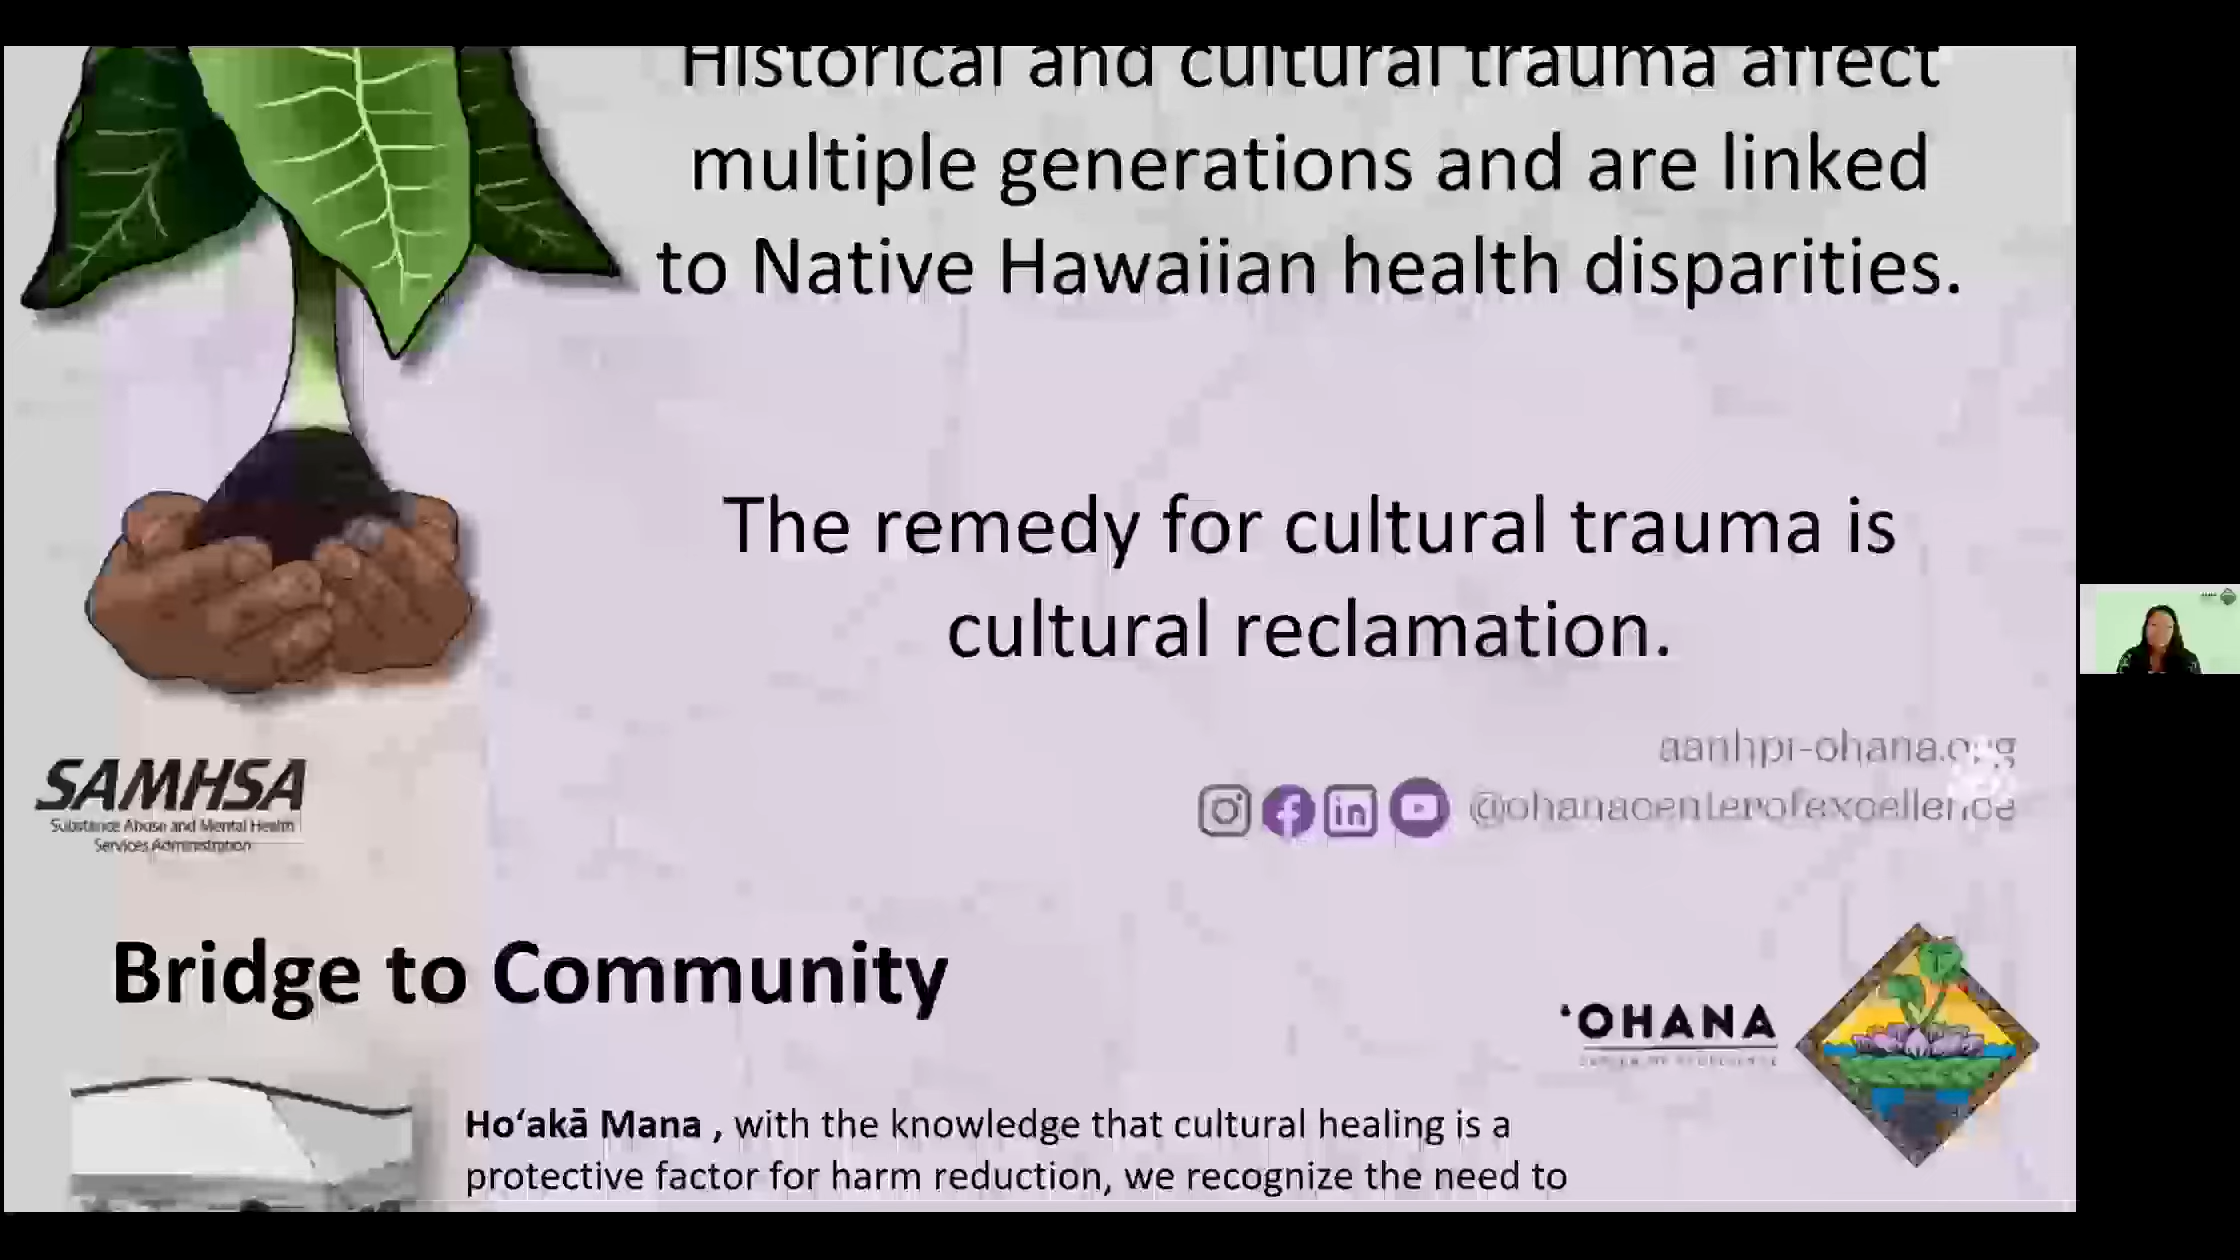 Historical and cultural trauma affect
multiple generations and are linked
to Native Hawaiian health disparities.
The remedy for cultural trauma is
cultural reclamation.
SAMHSA
Substance Abuse and Mental Health
Services Administration
aanhpi-ohana.org
@ohanacenterofexcellence
Bridge to Community
ʻOHANA
CENTER OF EXCELLENCE
Hoʻakā Mana , with the knowledge that cultural healing is a
protective factor for harm reduction, we recognize the need to